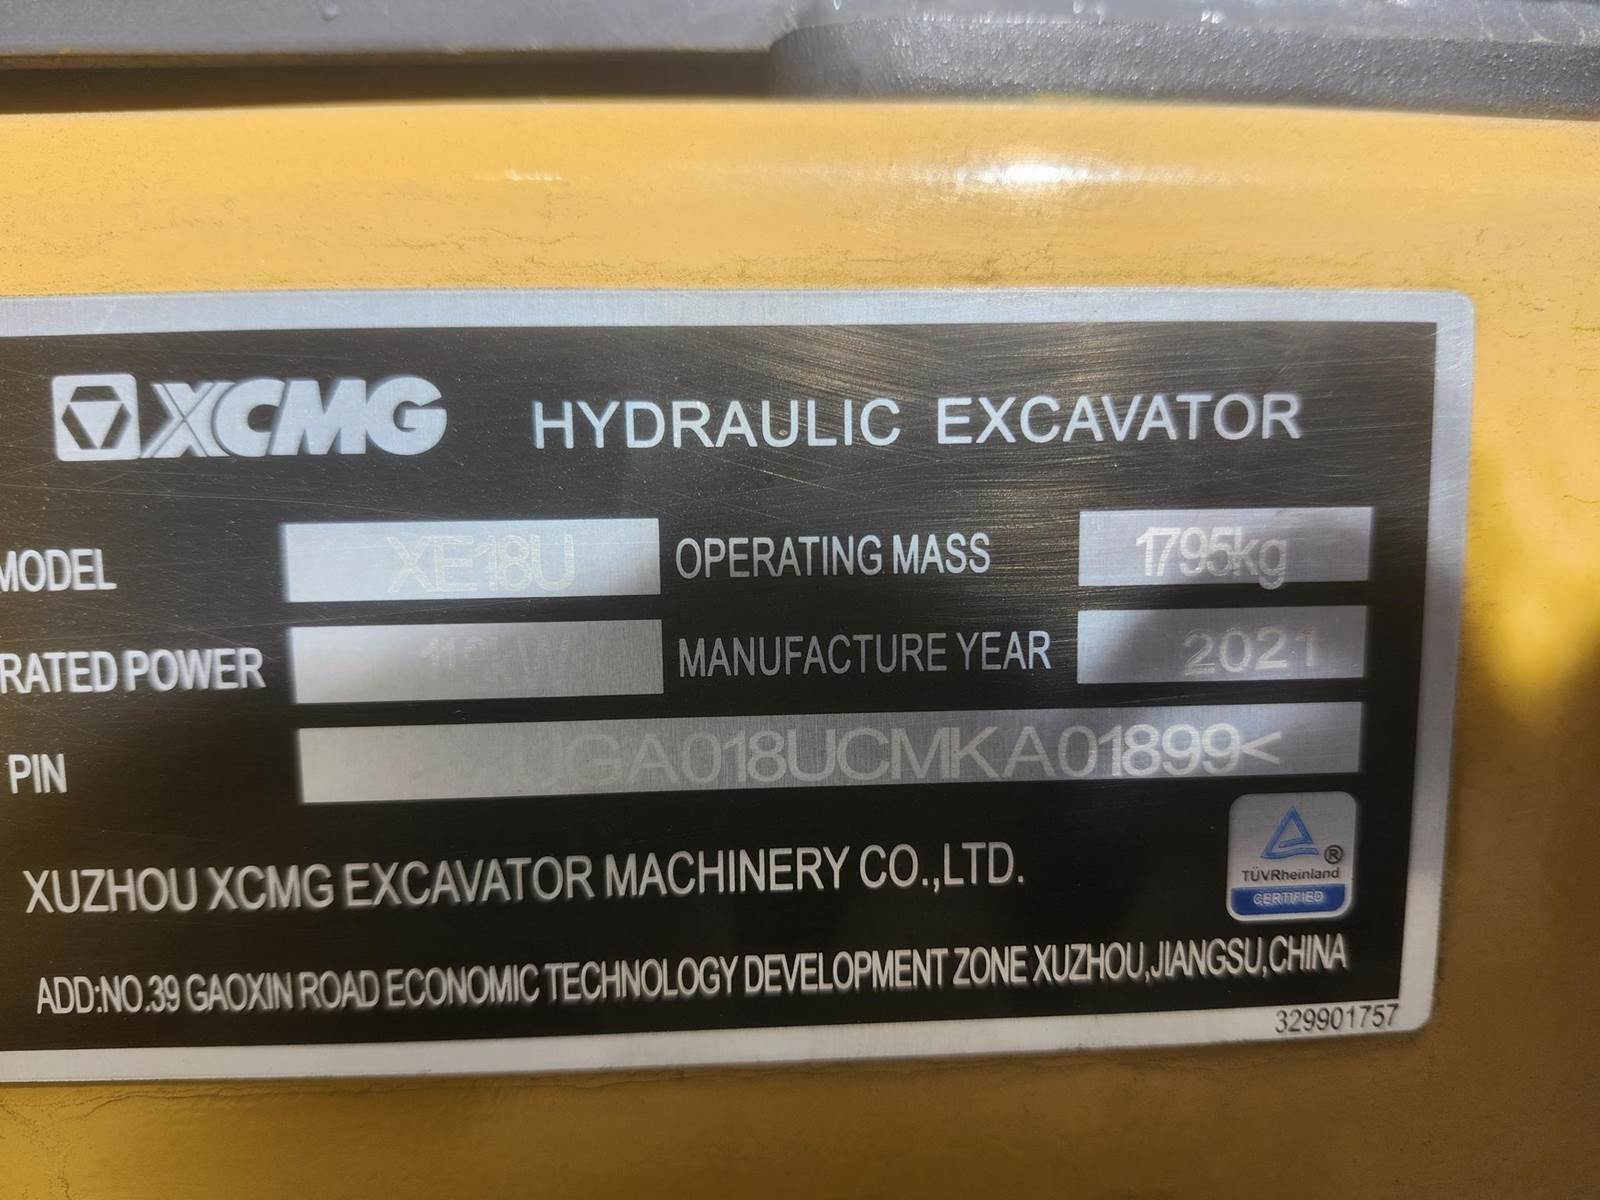 XCMG HYDRAULIC EXCAVATOR
MODEL XE18U OPERATING MASS 1795kg
RATED POWER MANUFACTURE YEAR 2021
PIN
XUZHOU XCMG EXCAVATOR MACHINERY CO.,LTD.
TÜVRheinland ®
CERTIFIED
ADD:NO.39 GAOXIN ROAD ECONOMIC TECHNOLOGY DEVELOPMENT ZONE XUZHOU,JIANGSU,CHINA
329901757